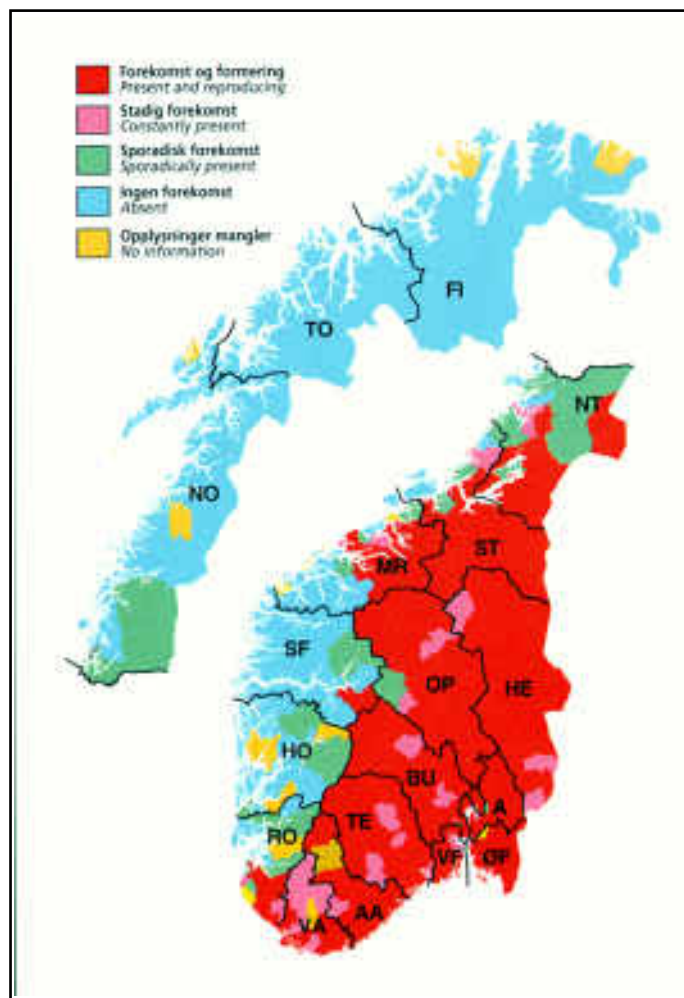 Forekomst og formering
Present and reproducing
Stadig forekomst
Constantly present
Sporadisk forekomst
Sporadically present
Ingen forekomst
Absent
Opplysninger mangler
No information
FI
TO
NT
NO
ST
MR
SF
OP
HE
HO
BU
A
TE
RO
VF
ØF
AA
VA